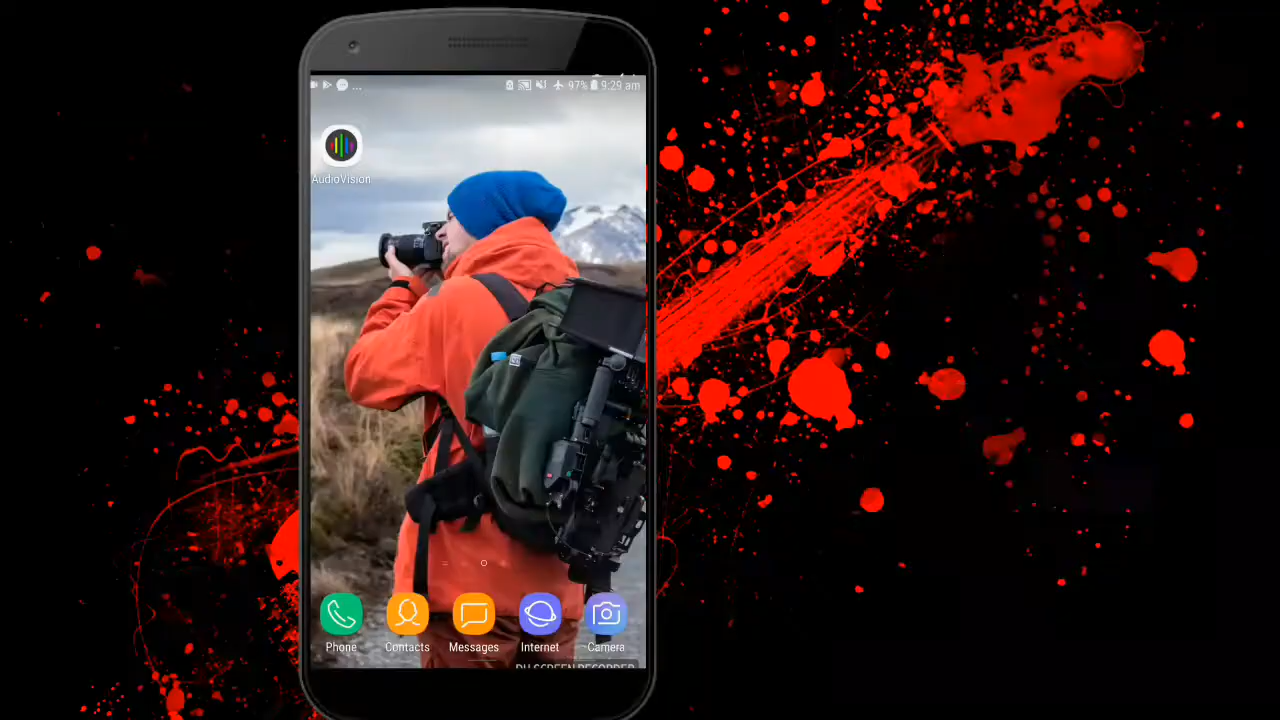 ... 97% 9:29 am
AudioVision
Phone Contacts Messages Internet Camera
DU SCREEN RECORDER